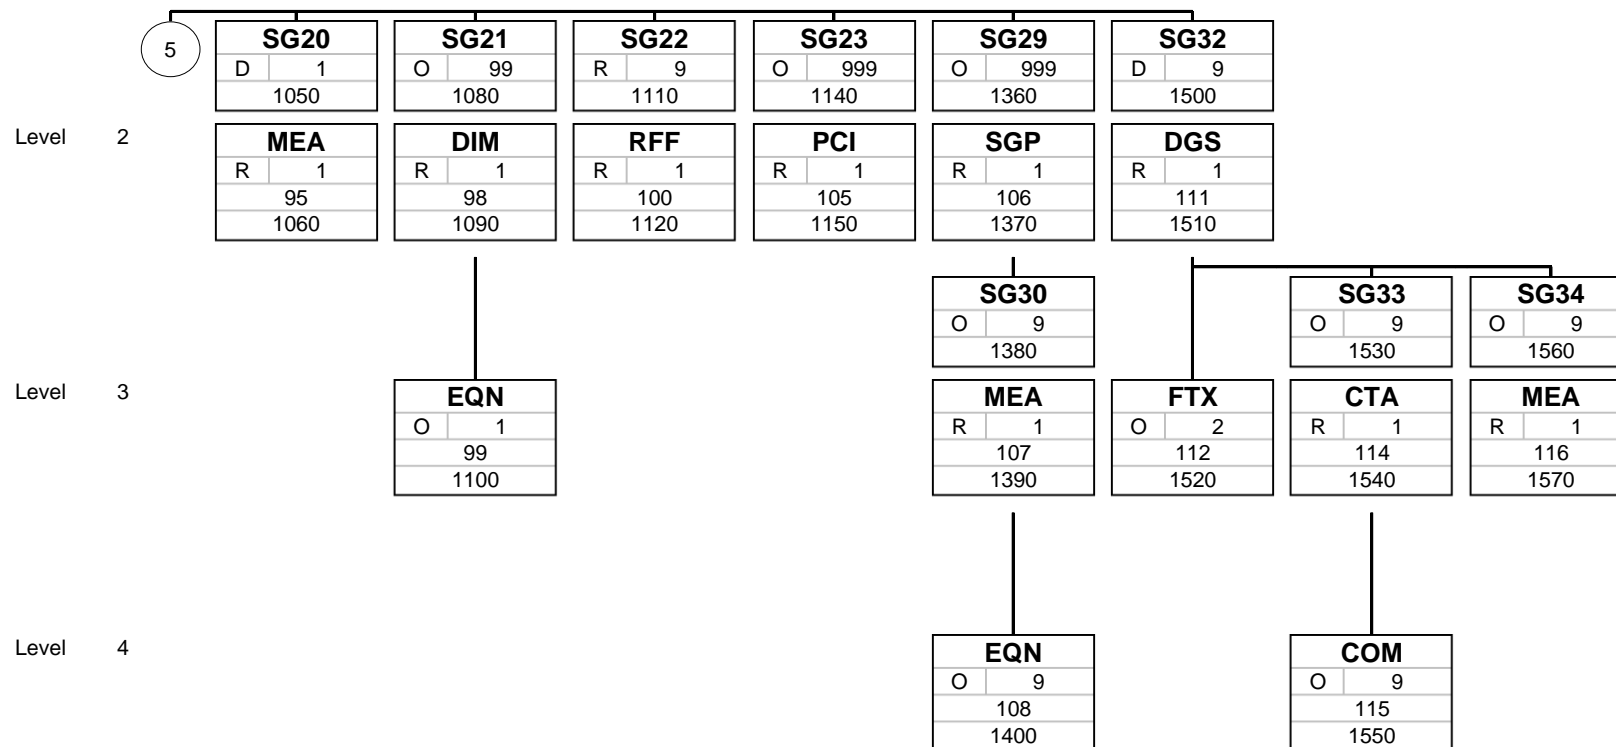 5
SG20 SG21 SG22 SG23 SG29 SG32
D 1 O 99 R 9 O 999 O 999 D 9
1050 1080 1110 1140 1360 1500
Level 2 MEA DIM RFF PCI SGP DGS
R 1 R 1 R 1 R 1 R 1 R 1
95 98 100 105 106 111
1060 1090 1120 1150 1370 1510
SG30 SG33 SG34
O 9 O 9 O 9
1380 1530 1560
Level 3 EQN MEA FTX CTA MEA
O 1 R 1 O 2 R 1 R 1
99 107 112 114 116
1100 1390 1520 1540 1570
Level 4 EQN COM
O 9 O 9
108 115
1400 1550